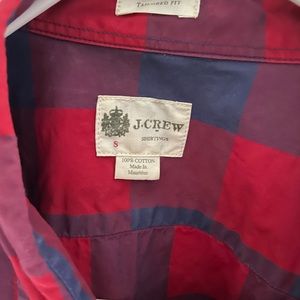 TAILORED FIT
J.CREW
S
SHIRTINGS
100% COTTON
Made In
Mauritius